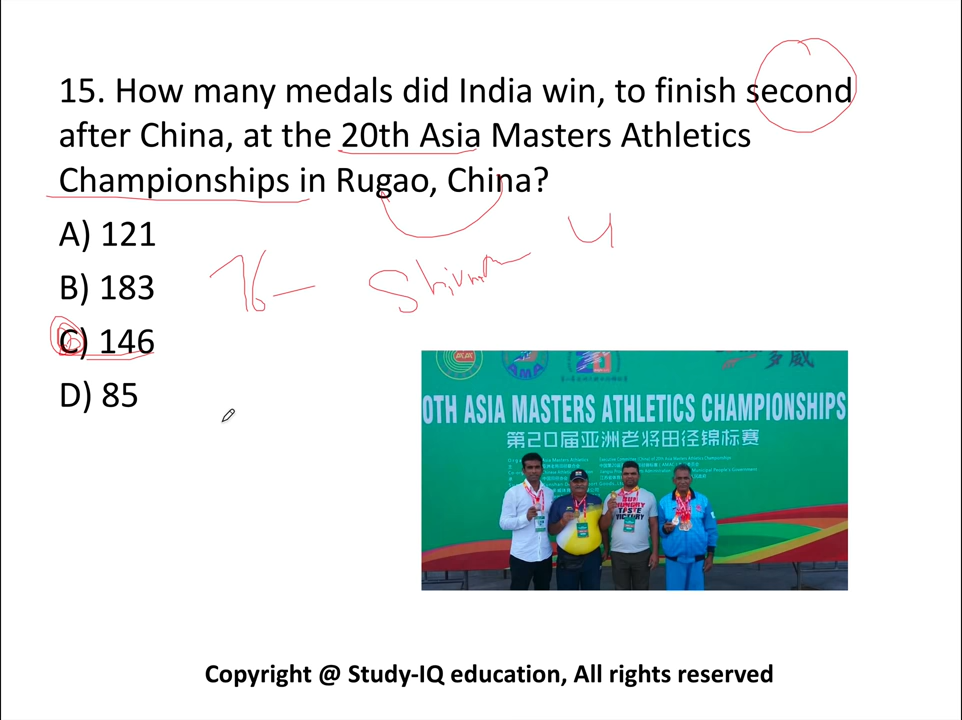 15. How many medals did India win, to finish second
after China, at the 20th Asia Masters Athletics
Championships in Rugao, China?
A) 121
B) 183
C) 146
D) 85
4
AMA
0TH ASIA MASTERS ATHLETICS CHAMPIONSHIPS
第20届亚洲老将田径锦标赛
Copyright @ Study-IQ education, All rights reserved